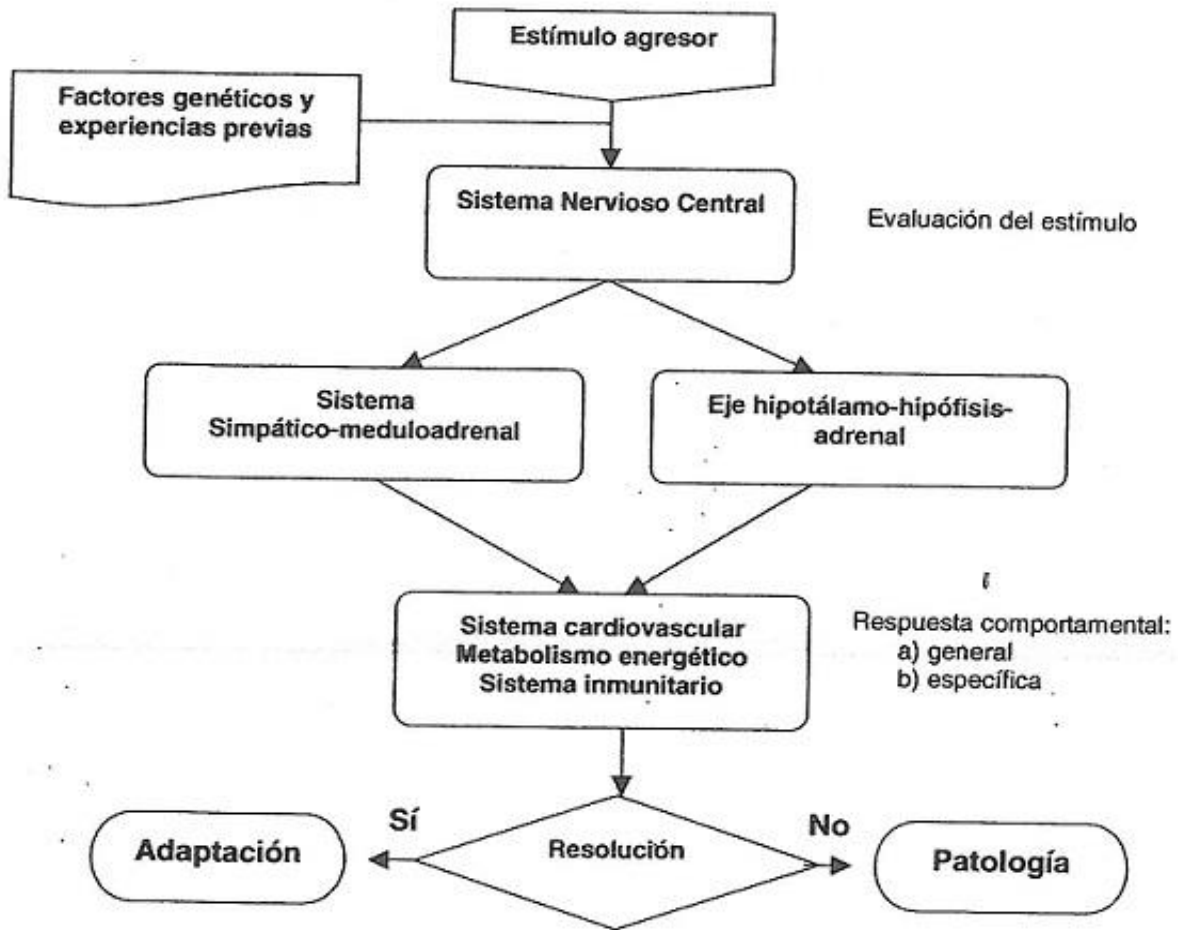 Estímulo agresor
Factores genéticos y
experiencias previas
Sistema Nervioso Central
Evaluación del estímulo
Sistema
Simpático-meduloadrenal
Eje hipotálamo-hipófisis-
adrenal
Sistema cardiovascular
Metabolismo energético
Sistema inmunitario
Respuesta comportamental:
a) general
b) específica
Resolución
Sí
No
Adaptación
Patología